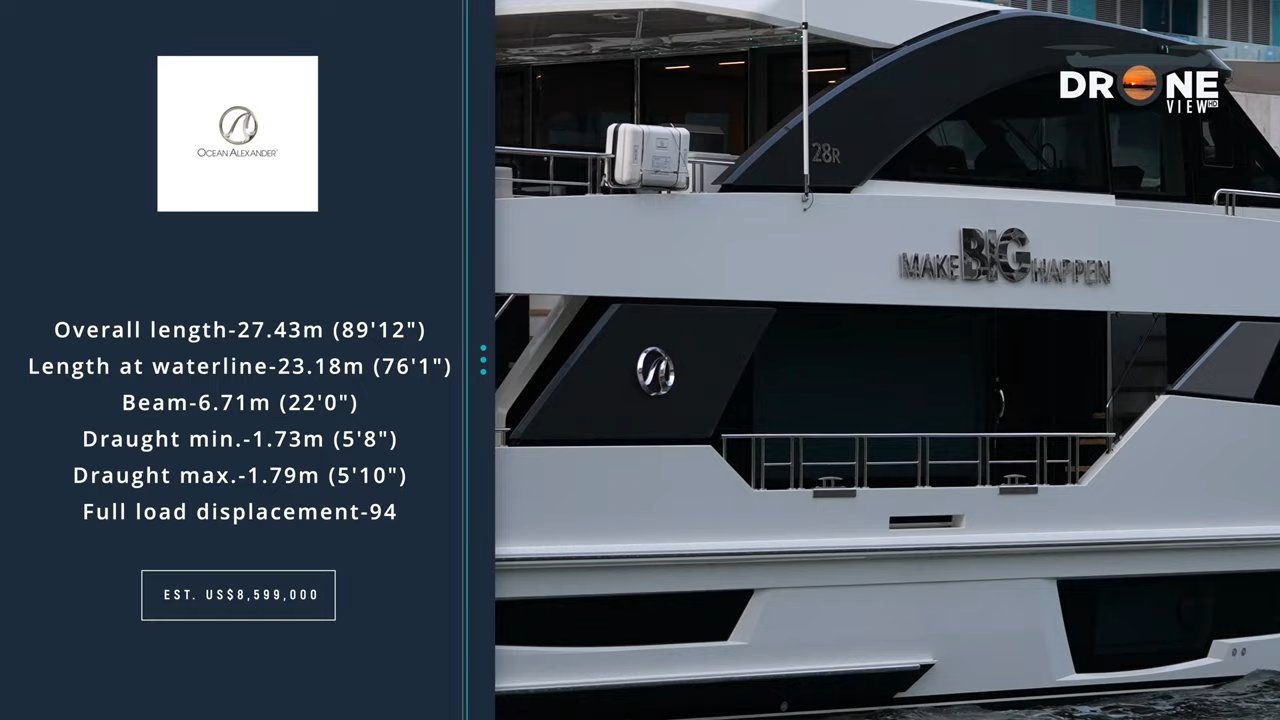 OCEAN ALEXANDER
Overall length-27.43m (89'12")
Length at waterline-23.18m (76'1")
Beam-6.71m (22'0")
Draught min.-1.73m (5'8")
Draught max.-1.79m (5'10")
Full load displacement-94
EST. US$8,599,000
DRONE
VIEW HD
28R
MAKE BIG HAPPEN